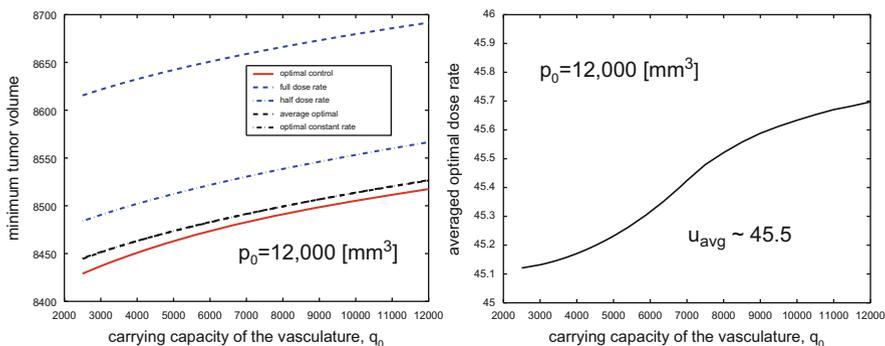 8700
8650
8600
8550
8500
8450
8400
minimum tumor volume
optimal control
full dose rate
half dose rate
average optimal
optimal constant rate
p0=12,000 [mm3]
2000 3000 4000 5000 6000 7000 8000 9000 10000 11000 12000
carrying capacity of the vasculature, q0
46
45.9
45.8
45.7
45.6
45.5
45.4
45.3
45.2
45.1
45
averaged optimal dose rate
p0=12,000 [mm3]
uavg ~ 45.5
2000 3000 4000 5000 6000 7000 8000 9000 10000 11000 12000
carrying capacity of the vasculature, q0